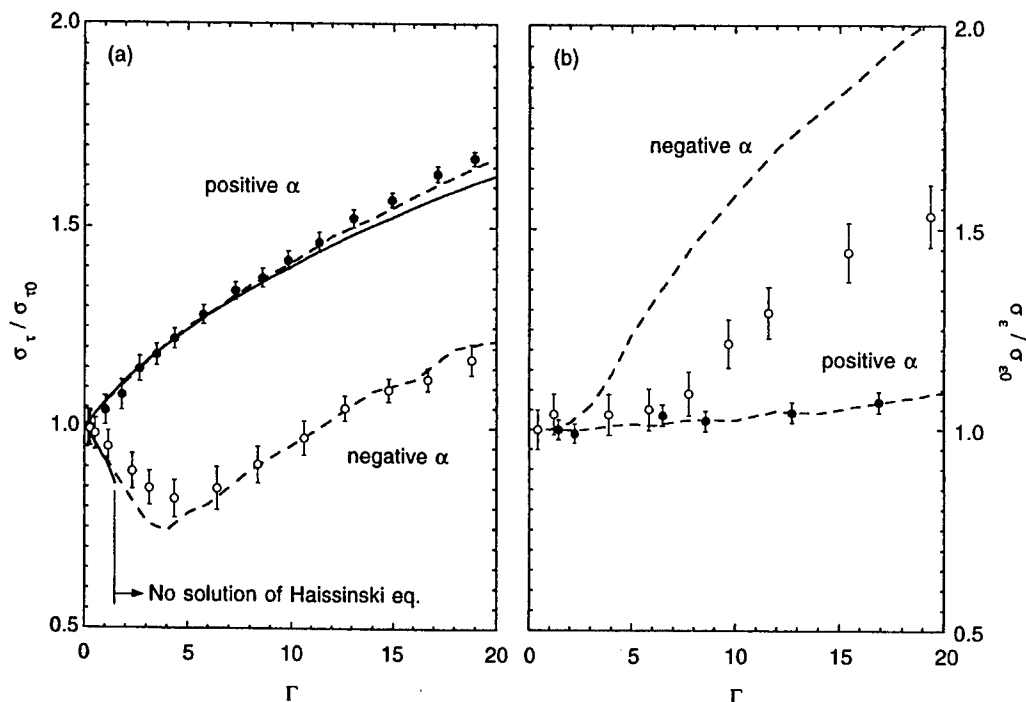 2.0
(a)
(b)
2.0
negative α
positive α
1.5
1.5
σ_τ / σ_τ0
σ_ε / σ_ε0
positive α
1.0
1.0
negative α
No solution of Haissinski eq.
0.5
0.5
0 5 10 15 20
0 5 10 15 20
Γ
Γ